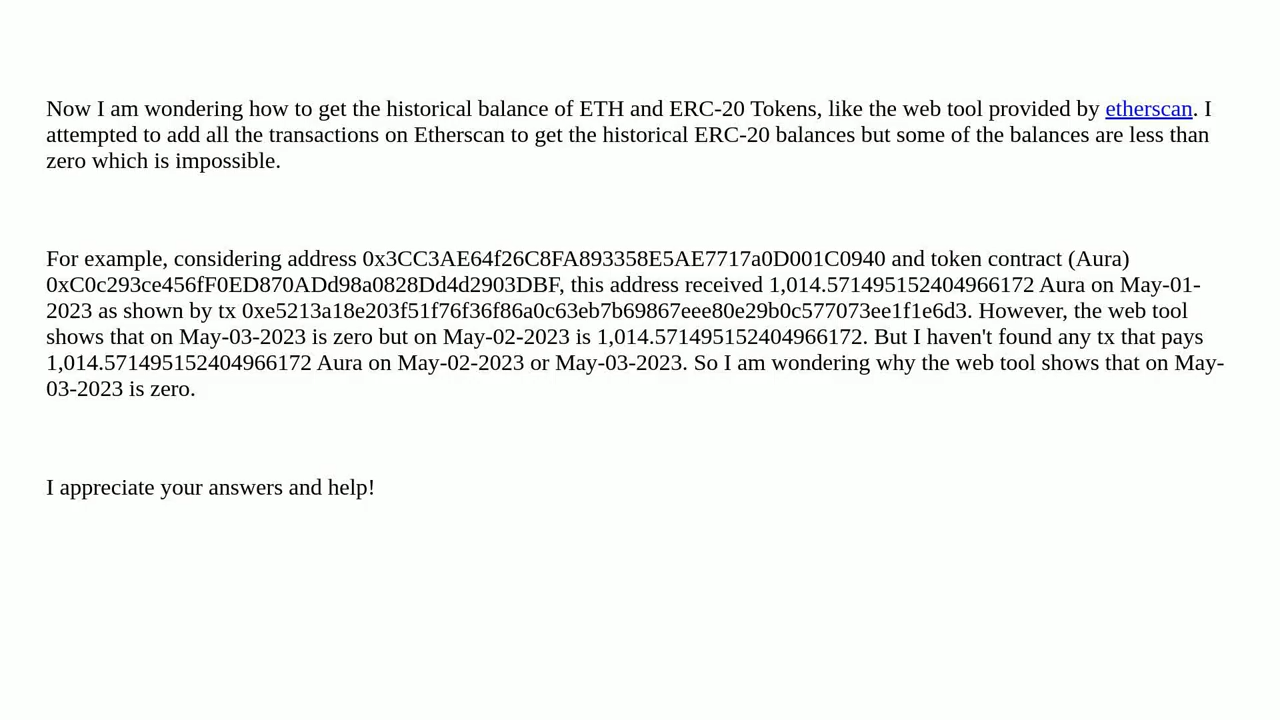 Now I am wondering how to get the historical balance of ETH and ERC-20 Tokens, like the web tool provided by etherscan. I
attempted to add all the transactions on Etherscan to get the historical ERC-20 balances but some of the balances are less than
zero which is impossible.
For example, considering address 0x3CC3AE64f26C8FA893358E5AE7717a0D001C0940 and token contract (Aura)
0xC0c293ce456fF0ED870ADd98a0828Dd4d2903DBF, this address received 1,014.571495152404966172 Aura on May-01-
2023 as shown by tx 0xe5213a18e203f51f76f36f86a0c63eb7b69867eee80e29b0c577073ee1f1e6d3. However, the web tool
shows that on May-03-2023 is zero but on May-02-2023 is 1,014.571495152404966172. But I haven't found any tx that pays
1,014.571495152404966172 Aura on May-02-2023 or May-03-2023. So I am wondering why the web tool shows that on May-
03-2023 is zero.
I appreciate your answers and help!